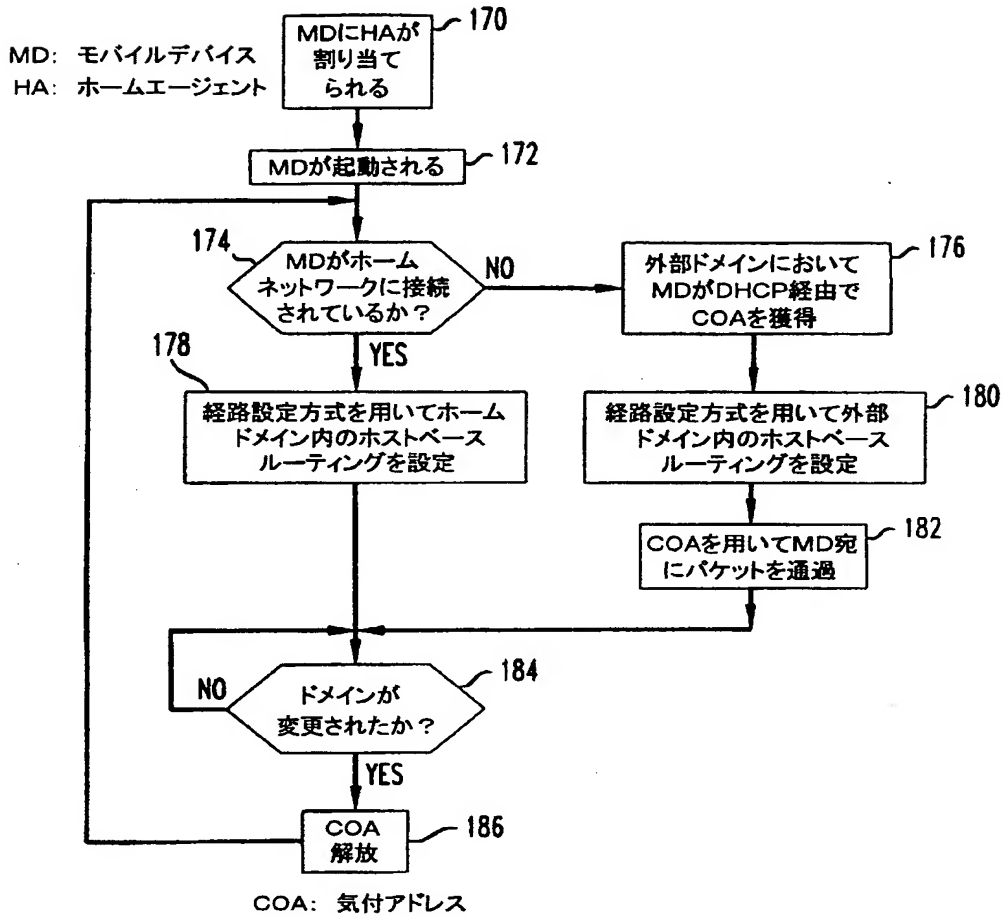 170
MDにHAが
割り当て
られる
MD: モバイルデバイス
HA: ホームエージェント
MDが起動される
172
174
MDがホーム
ネットワークに接続
されているか?
NO
YES
176
外部ドメインにおいて
MDがDHCP経由で
COAを獲得
178
経路設定方式を用いてホーム
ドメイン内のホストベース
ルーティングを設定
180
経路設定方式を用いて外部
ドメイン内のホストベース
ルーティングを設定
182
COAを用いてMD宛
にパケットを通過
184
NO
ドメインが
変更されたか?
YES
COA
解放
186
COA: 気付アドレス